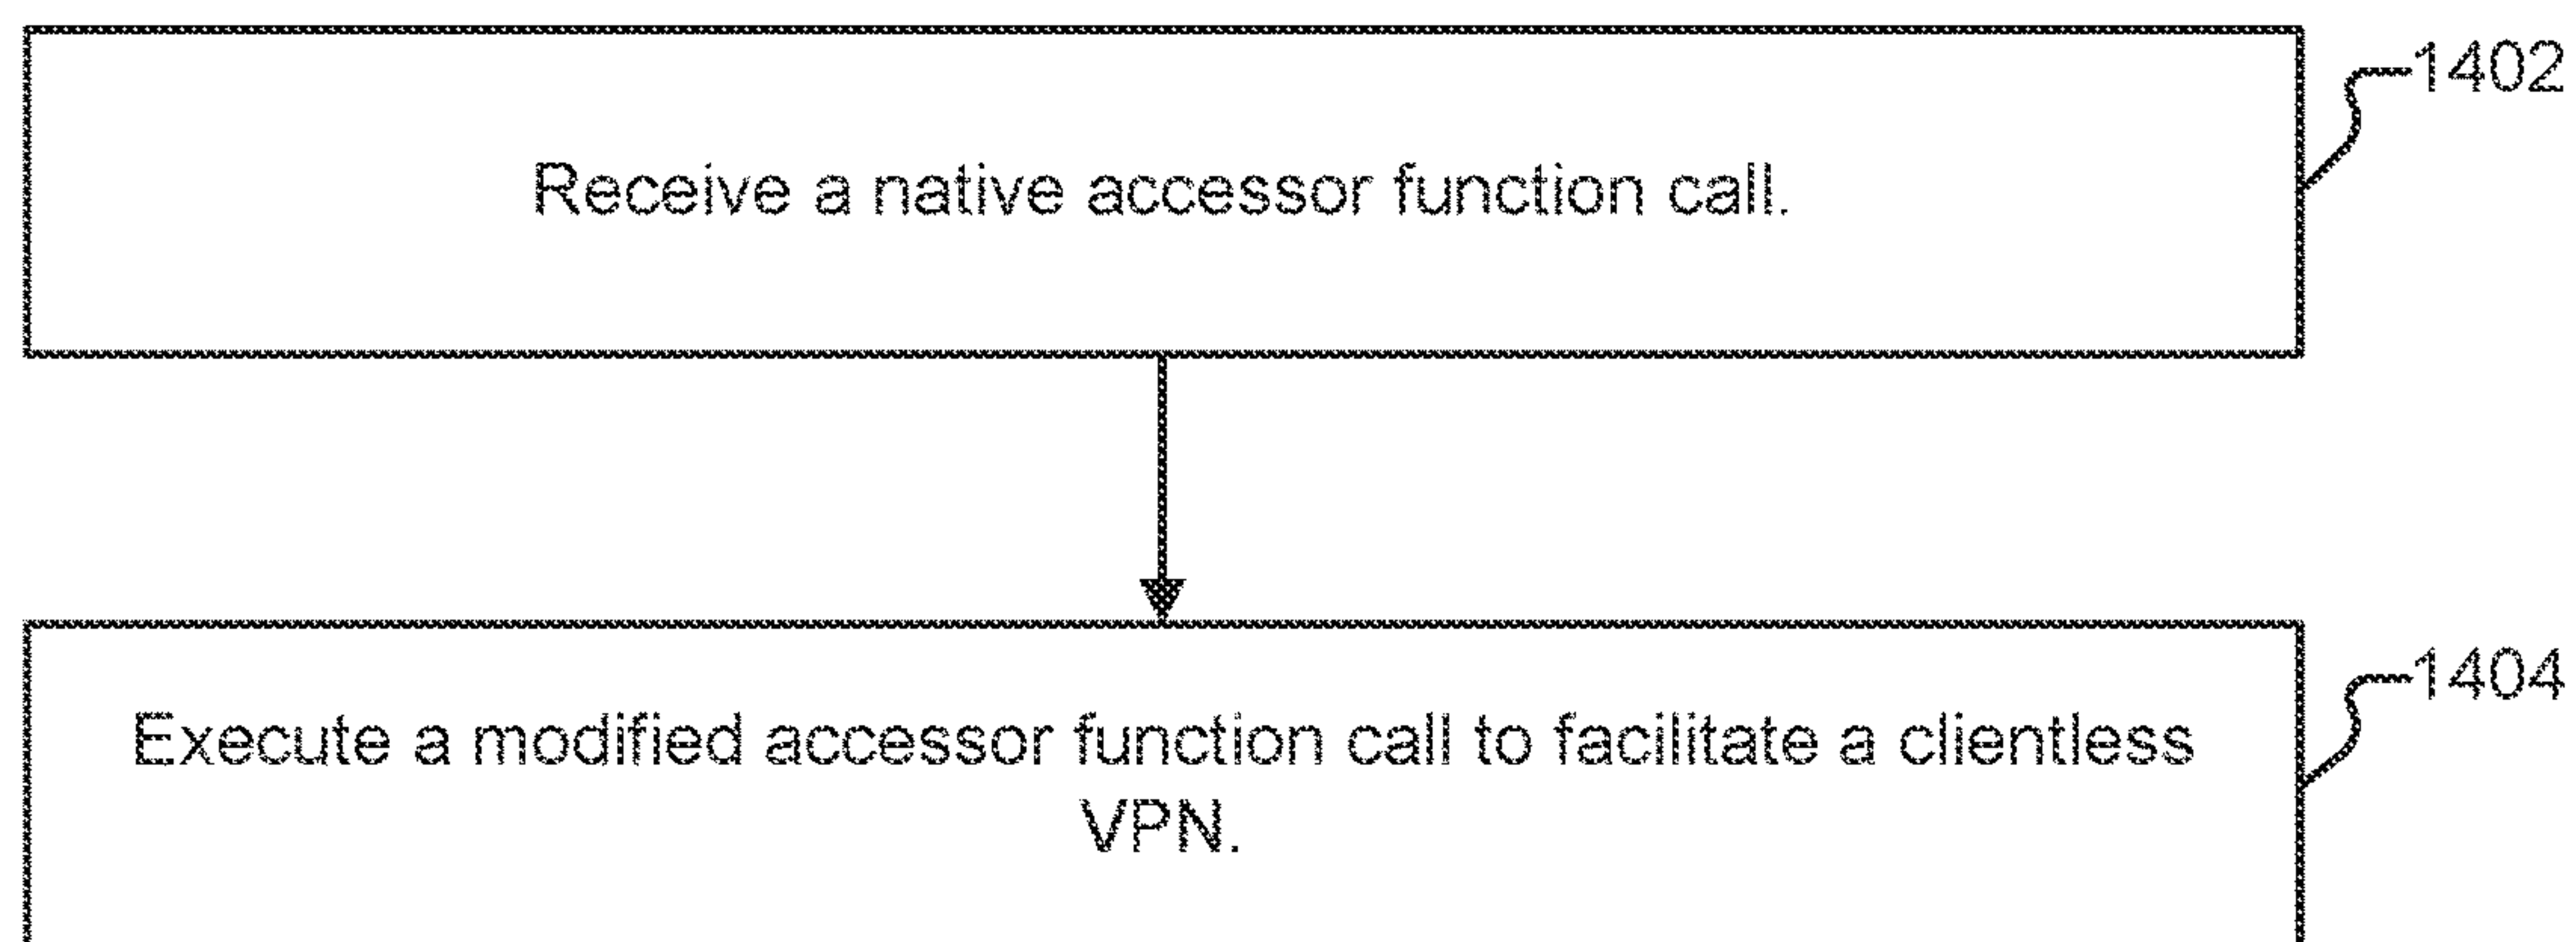 1402
Receive a native accessor function call.
1404
Execute a modified accessor function call to facilitate a clientless
VPN.